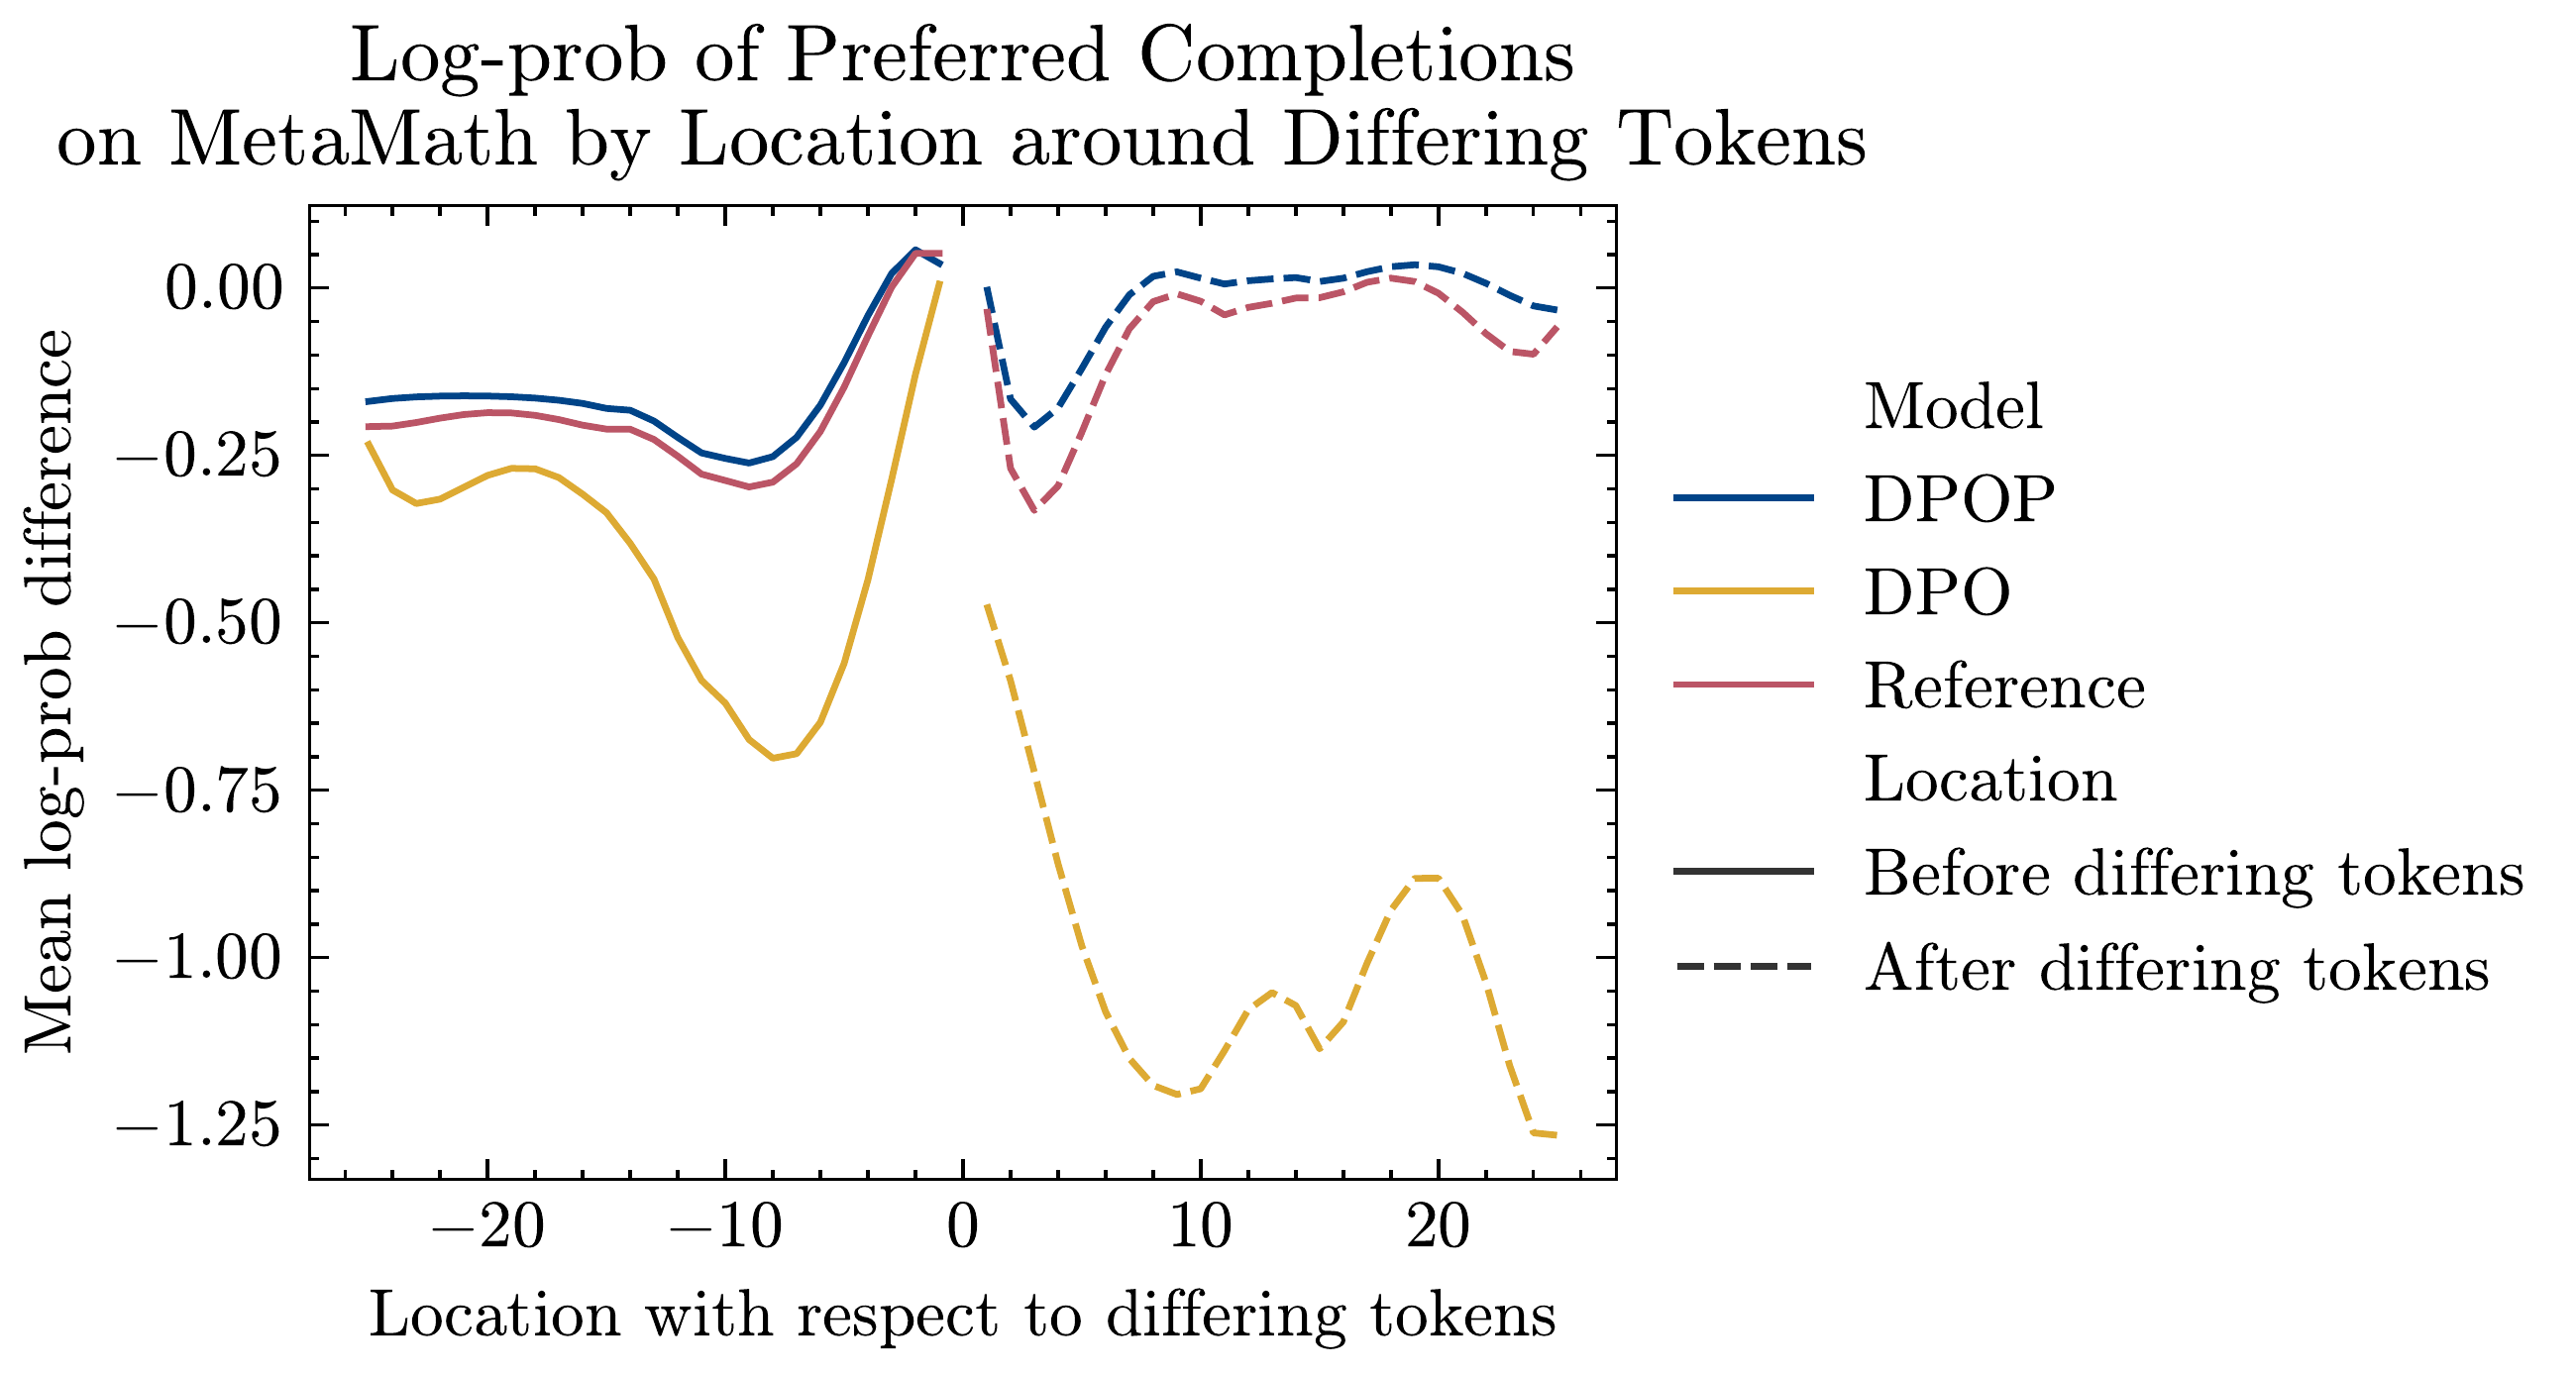 Log-prob of Preferred Completions
on MetaMath by Location around Differing Tokens
Mean log-prob difference
0.00
−0.25
−0.50
−0.75
−1.00
−1.25
−20
−10
0
10
20
Location with respect to differing tokens
Model
DPOP
DPO
Reference
Location
Before differing tokens
After differing tokens